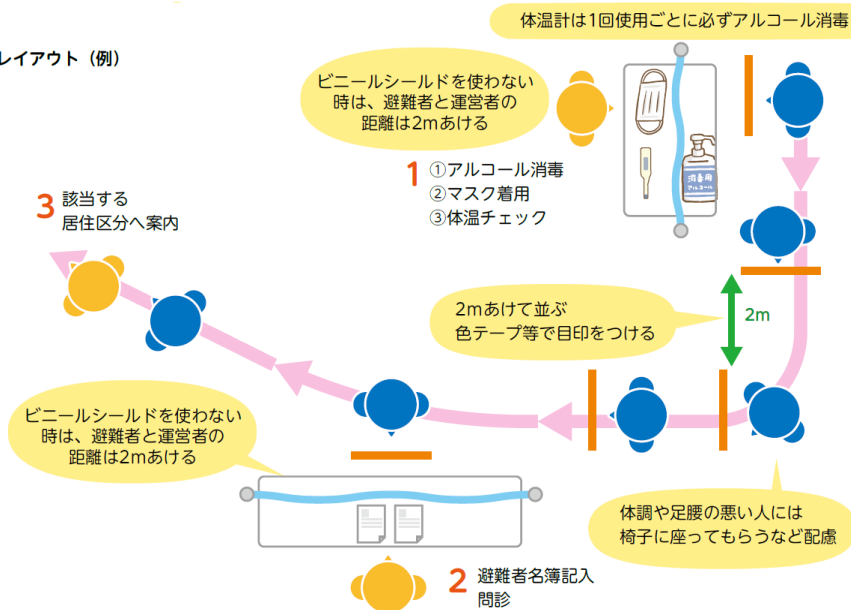 体温計は1回使用ごとに必ずアルコール消毒
レイアウト（例）
ビニールシールドを使わない
時は、避難者と運営者の
距離は2mあける
1 ①アルコール消毒
②マスク着用
③体温チェック
消毒用
アルコール
3 該当する
居住区分へ案内
2mあけて並ぶ
色テープ等で目印をつける
2m
ビニールシールドを使わない
時は、避難者と運営者の
距離は2mあける
体調や足腰の悪い人には
椅子に座ってもらうなど配慮
2 避難者名簿記入
問診